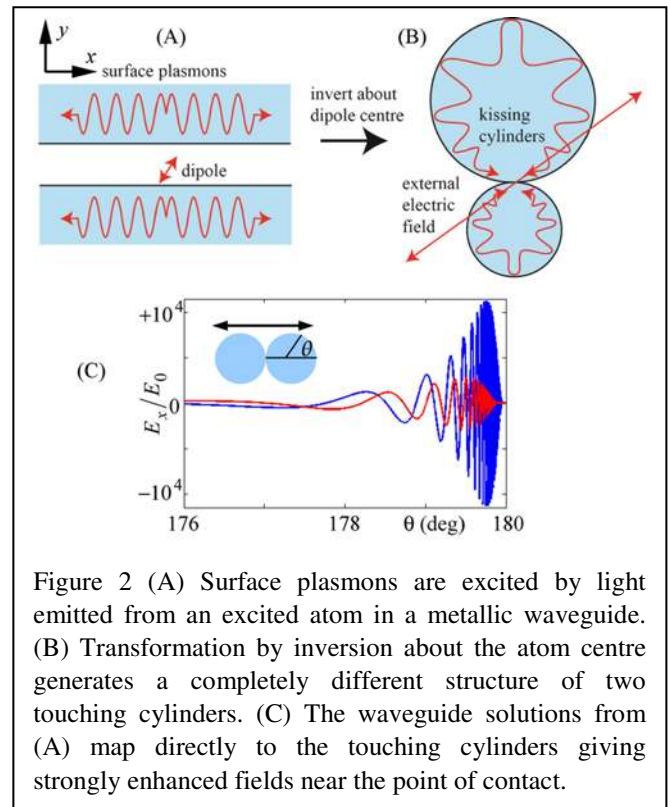 y
(A)
(B)
x
surface plasmons
invert about
dipole centre
kissing
cylinders
dipole
external
electric
field
+10⁴
θ
(C)
Eₓ/E₀
0
−10⁴
176
178
θ (deg)
180
Figure 2 (A) Surface plasmons are excited by light
emitted from an excited atom in a metallic waveguide.
(B) Transformation by inversion about the atom centre
generates a completely different structure of two
touching cylinders. (C) The waveguide solutions from
(A) map directly to the touching cylinders giving
strongly enhanced fields near the point of contact.